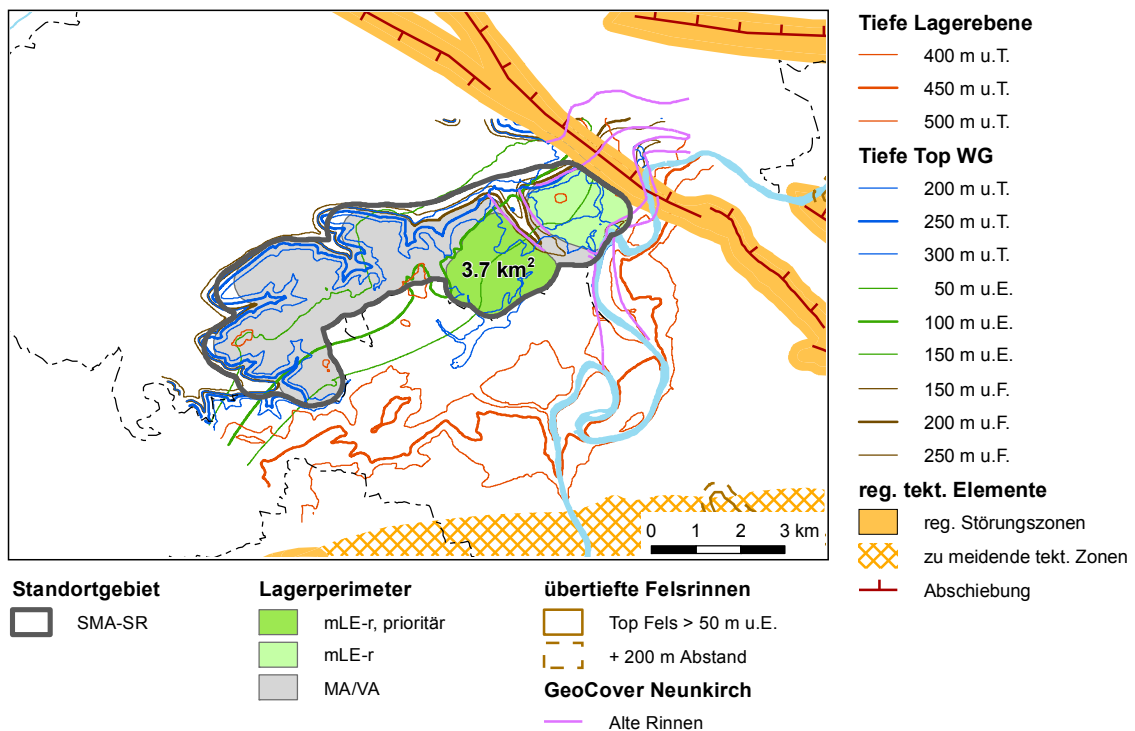 3.7 km²
0 1 2 3 km
Tiefe Lagerebene
400 m u.T.
450 m u.T.
500 m u.T.
Tiefe Top WG
200 m u.T.
250 m u.T.
300 m u.T.
50 m u.E.
100 m u.E.
150 m u.E.
150 m u.F.
200 m u.F.
250 m u.F.
reg. tekt. Elemente
reg. Störungszonen
zu meidende tekt. Zonen
Abschiebung
Standortgebiet
SMA-SR
Lagerperimeter
mLE-r, prioritär
mLE-r
MA/VA
übertiefte Felsrinnen
Top Fels > 50 m u.E.
+ 200 m Abstand
GeoCover Neunkirch
Alte Rinnen